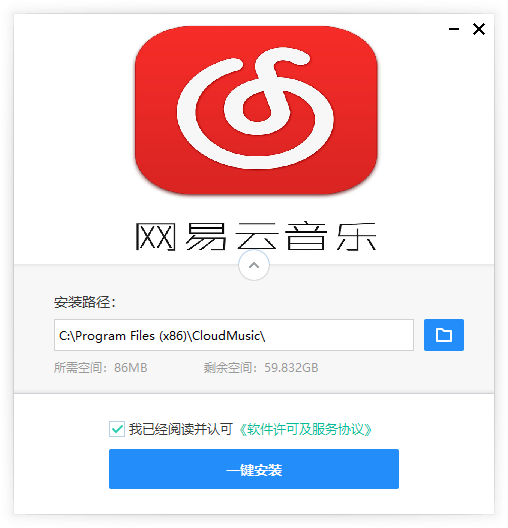 网易云音乐
安装路径：
C:\Program Files (x86)\CloudMusic\
所需空间：86MB 剩余空间：59.832GB
我已经阅读并认可《软件许可及服务协议》
一键安装